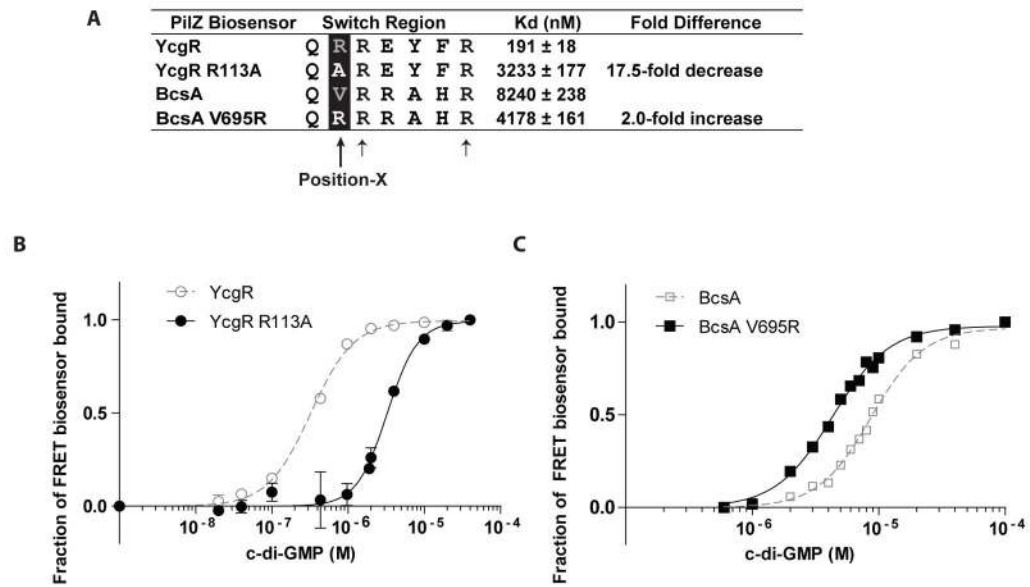 A
PilZ Biosensor Switch Region Kd (nM) Fold Difference
YcgR Q R R E Y F R 191 ± 18
YcgR R113A Q A R E Y F R 3233 ± 177 17.5-fold decrease
BcsA Q V R R A H R 8240 ± 238
BcsA V695R Q R R R A H R 4178 ± 161 2.0-fold increase
↑ ↑ ↑
Position-X
B
YcgR
YcgR R113A
Fraction of FRET biosensor bound
1.0
0.5
0.0
10-8 10-7 10-6 10-5 10-4
c-di-GMP (M)
C
BcsA
BcsA V695R
Fraction of FRET biosensor bound
1.0
0.5
0.0
10-6 10-5 10-4
c-di-GMP (M)